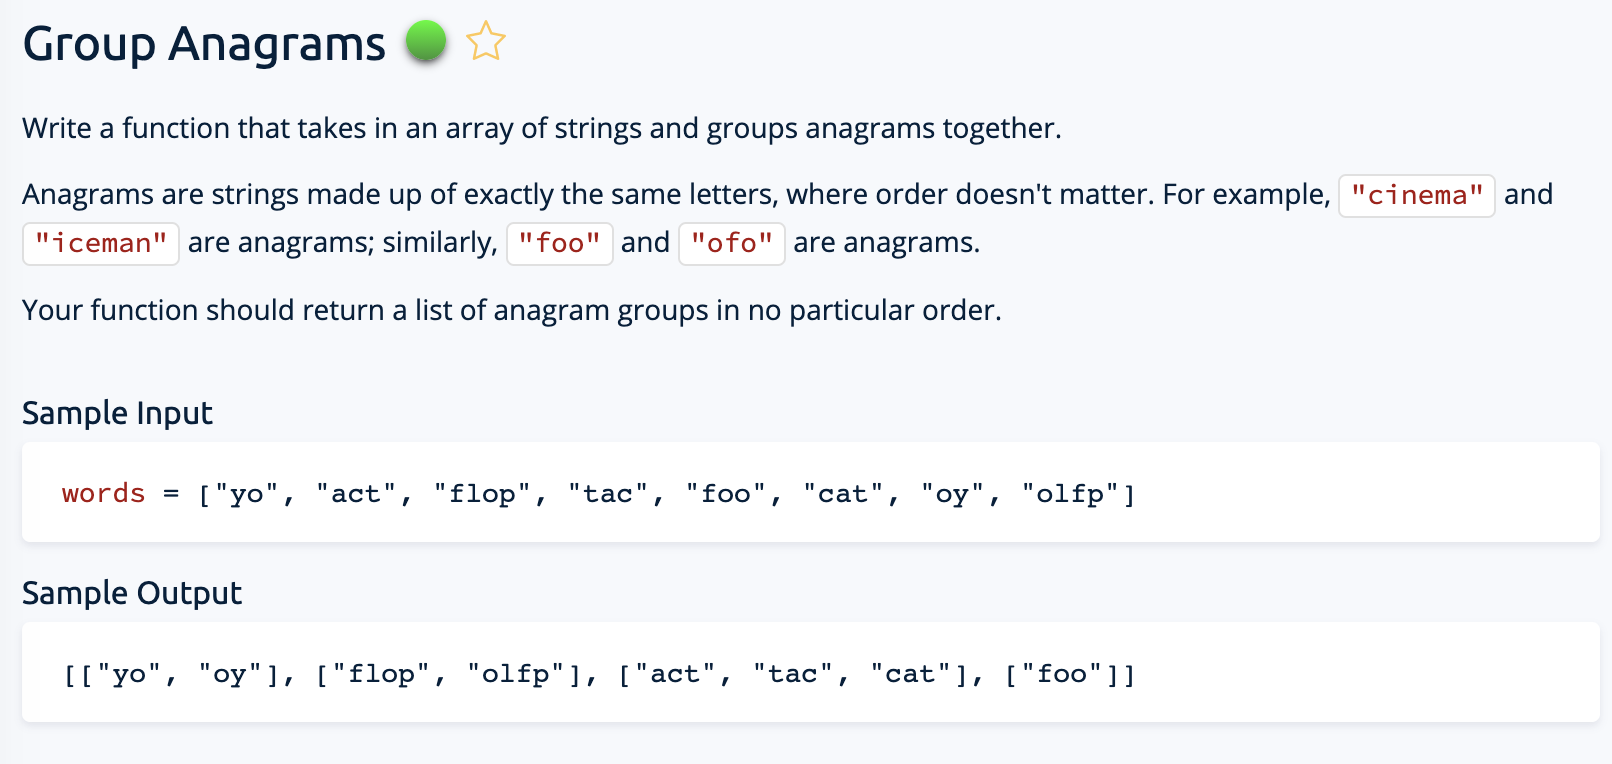 Group Anagrams
Write a function that takes in an array of strings and groups anagrams together.
Anagrams are strings made up of exactly the same letters, where order doesn't matter. For example, "cinema" and
"iceman" are anagrams; similarly, "foo" and "ofo" are anagrams.
Your function should return a list of anagram groups in no particular order.
Sample Input
words = ["yo", "act", "flop", "tac", "foo", "cat", "oy", "olfp"]
Sample Output
[["yo", "oy"], ["flop", "olfp"], ["act", "tac", "cat"], ["foo"]]